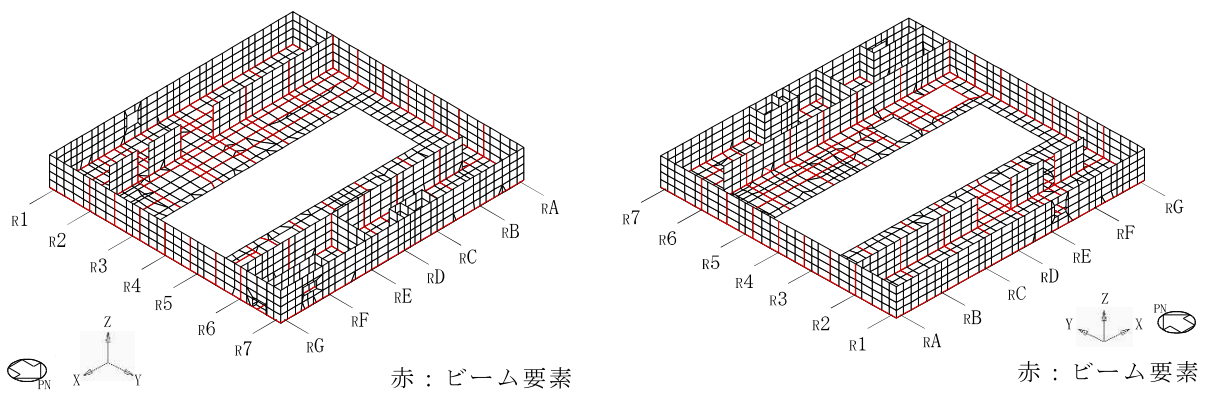 R1
R2
R3
R4
R5
R6
R7
RG
RF
RE
RD
RC
RB
RA
PN
Z
X
Y
赤：ビーム要素
R7
R6
R5
R4
R3
R2
R1
RA
RB
RC
RD
RE
RF
RG
PN
Z
Y
X
赤：ビーム要素